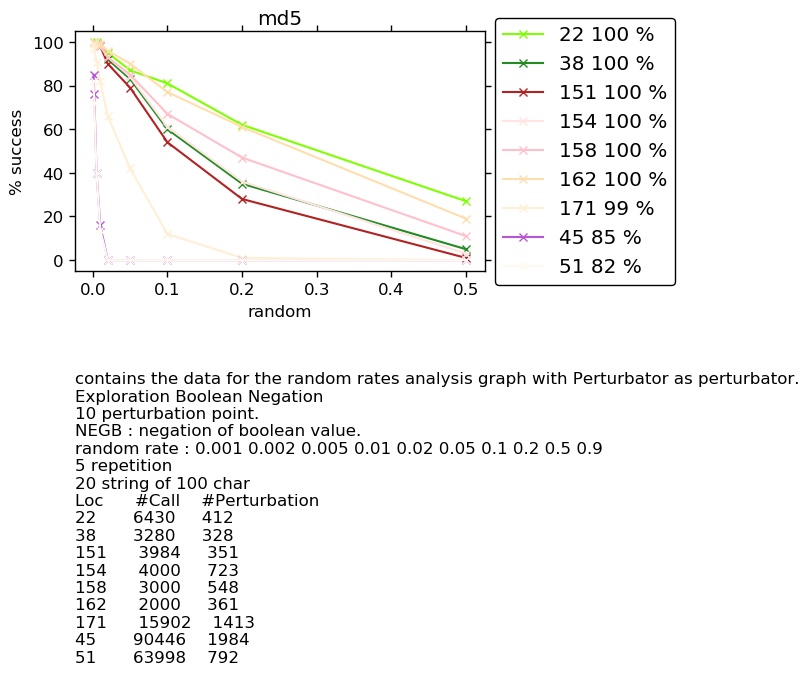 md5
% success
100
80
60
40
20
0
0.0 0.1 0.2 0.3 0.4 0.5
random
22 100 %
38 100 %
151 100 %
154 100 %
158 100 %
162 100 %
171 99 %
45 85 %
51 82 %
contains the data for the random rates analysis graph with Perturbator as perturbator.
Exploration Boolean Negation
10 perturbation point.
NEGB : negation of boolean value.
random rate : 0.001 0.002 0.005 0.01 0.02 0.05 0.1 0.2 0.5 0.9
5 repetition
20 string of 100 char
Loc #Call #Perturbation
22 6430 412
38 3280 328
151 3984 351
154 4000 723
158 3000 548
162 2000 361
171 15902 1413
45 90446 1984
51 63998 792